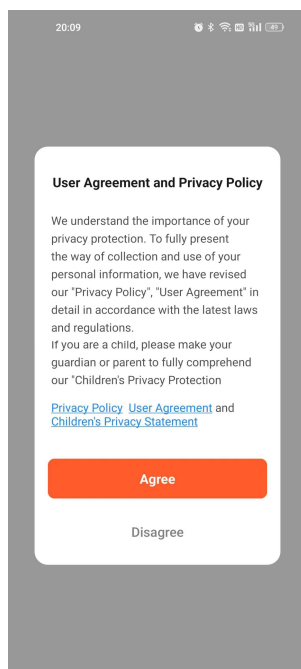 20:09
HD 5G 49
User Agreement and Privacy Policy
We understand the importance of your
privacy protection. To fully present
the way of collection and use of your
personal information, we have revised
our "Privacy Policy", "User Agreement" in
detail in accordance with the latest laws
and regulations.
If you are a child, please make your
guardian or parent to fully comprehend
our "Children's Privacy Protection
Privacy Policy User Agreement and
Children's Privacy Statement
Agree
Disagree